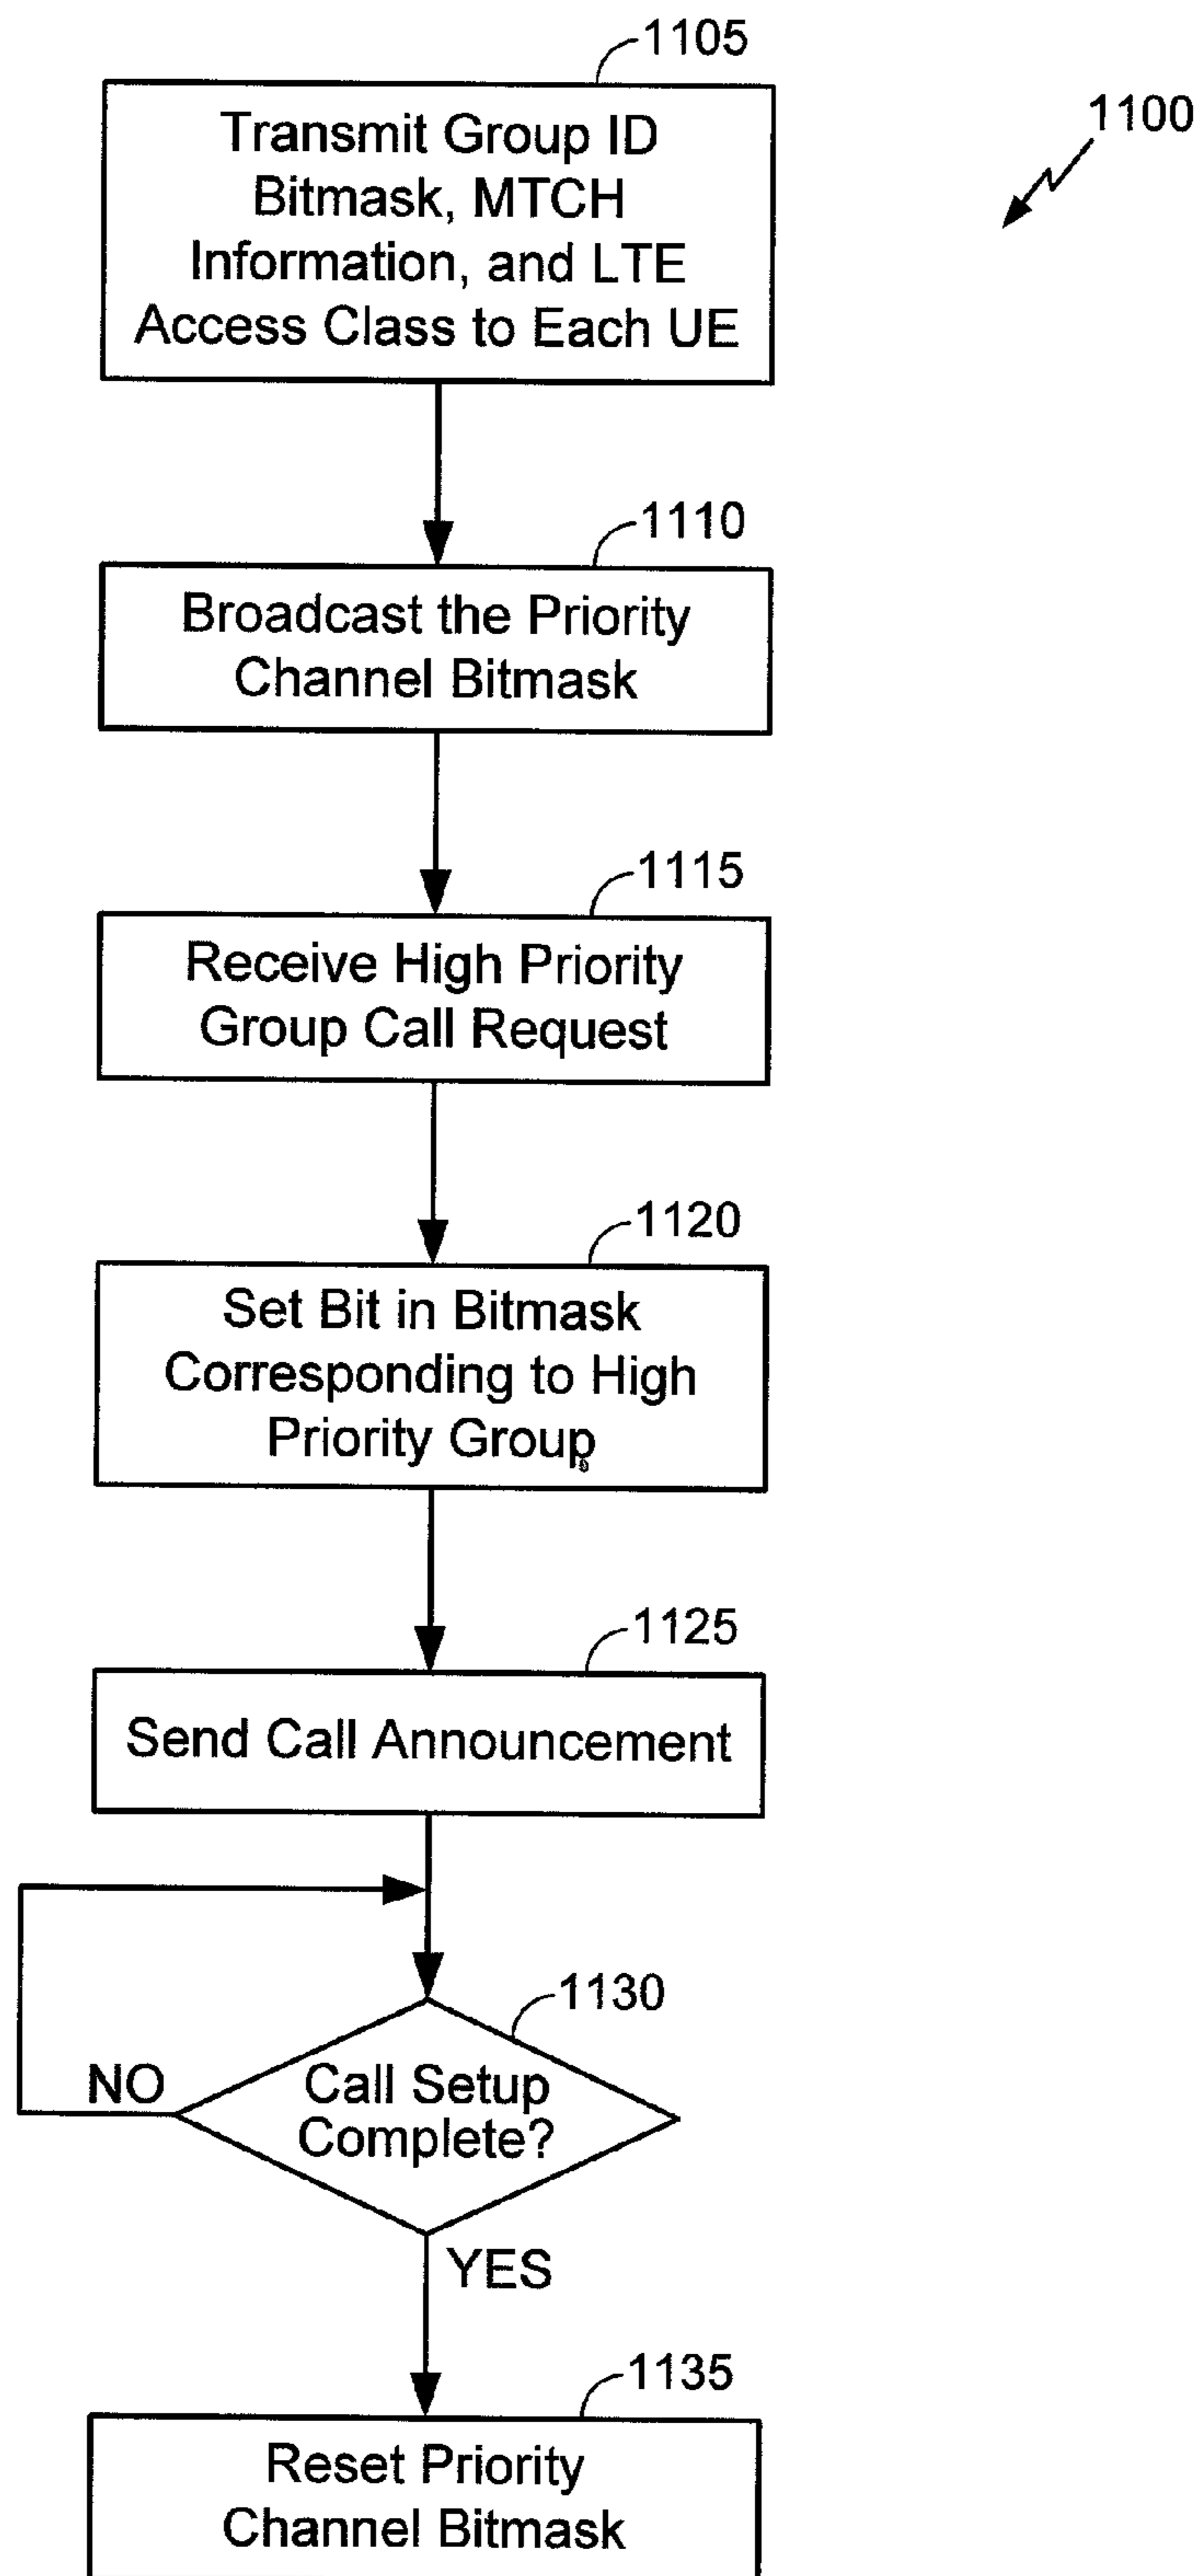 1105
1100
Transmit Group ID
Bitmask, MTCH
Information, and LTE
Access Class to Each UE
1110
Broadcast the Priority
Channel Bitmask
1115
Receive High Priority
Group Call Request
1120
Set Bit in Bitmask
Corresponding to High
Priority Group
1125
Send Call Announcement
1130
Call Setup
Complete?
NO
YES
1135
Reset Priority
Channel Bitmask